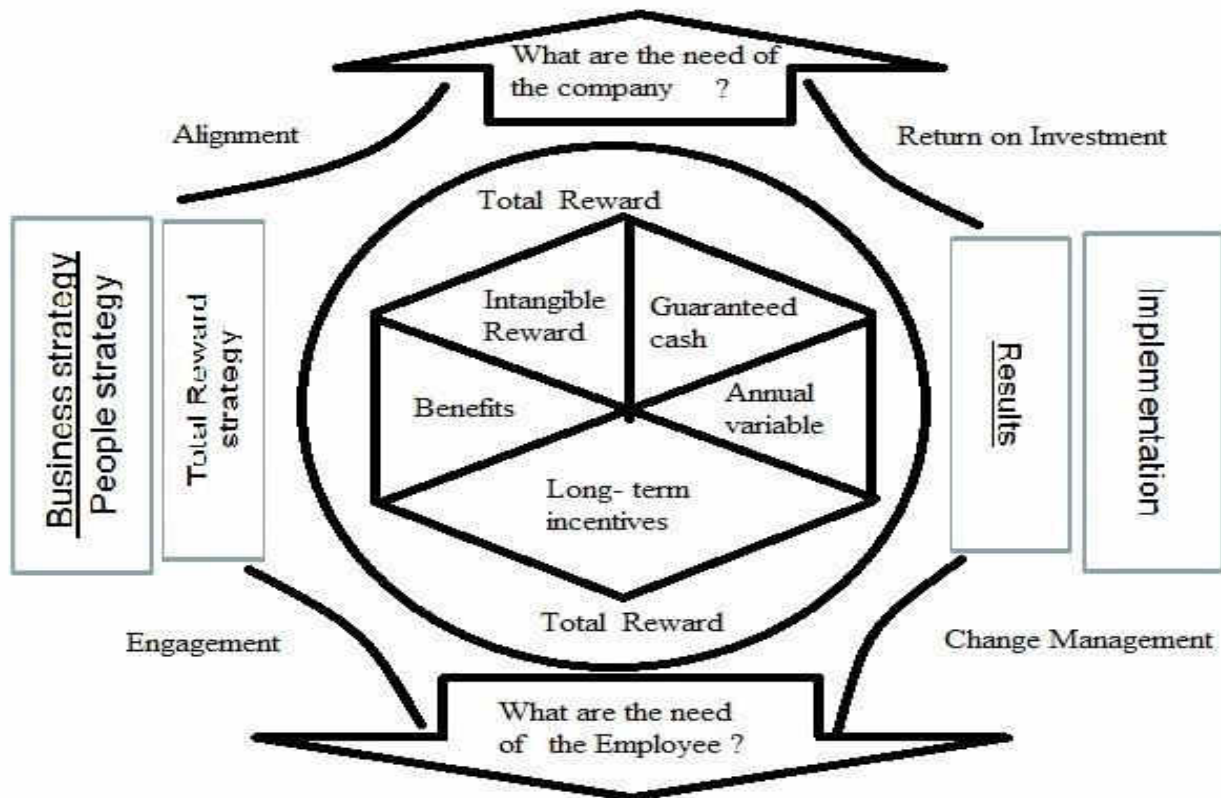 What are the need of
the company ?
Alignment
Return on Investment
Total Reward
Business strategy
People strategy
Total Reward
strategy
Intangible
Reward
Guaranteed
cash
Benefits
Annual
variable
Long- term
incentives
Results
Implementation
Total Reward
Engagement
Change Management
What are the need
of the Employee ?